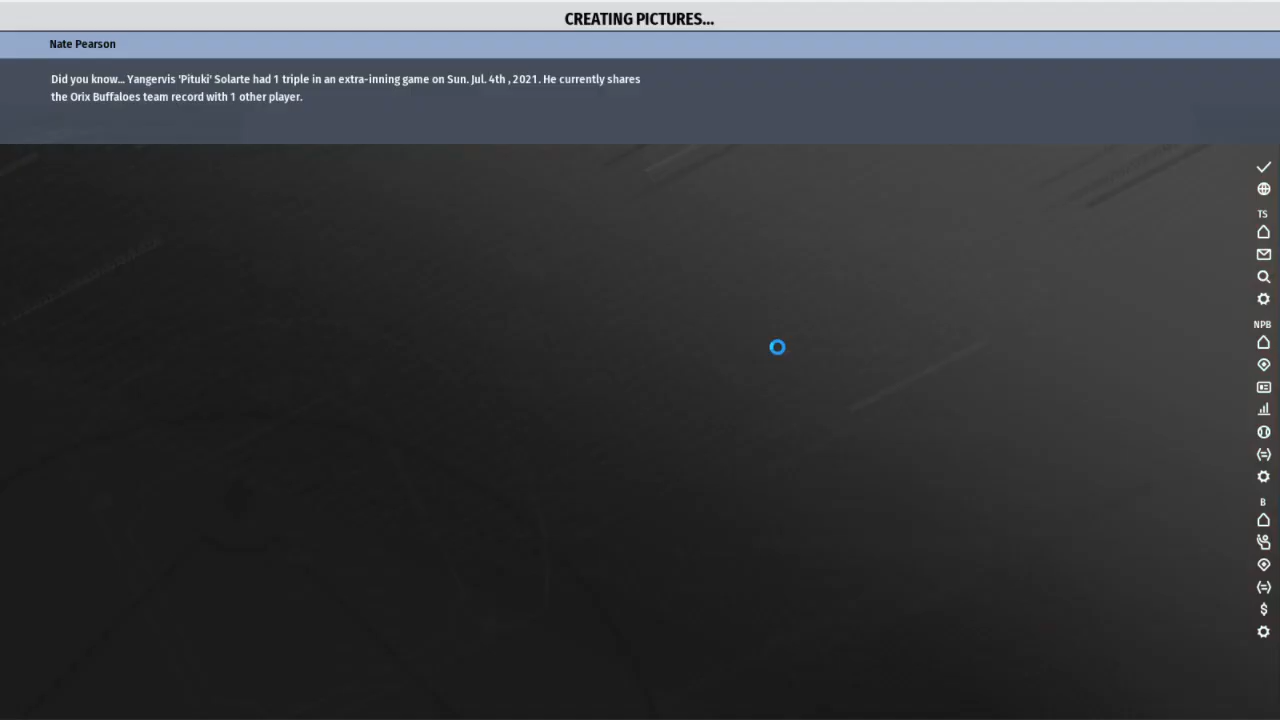 CREATING PICTURES...
Nate Pearson
Did you know... Yangervis 'Pituki' Solarte had 1 triple in an extra-inning game on Sun. Jul. 4th , 2021. He currently shares
the Orix Buffaloes team record with 1 other player.
TS
NPB
B